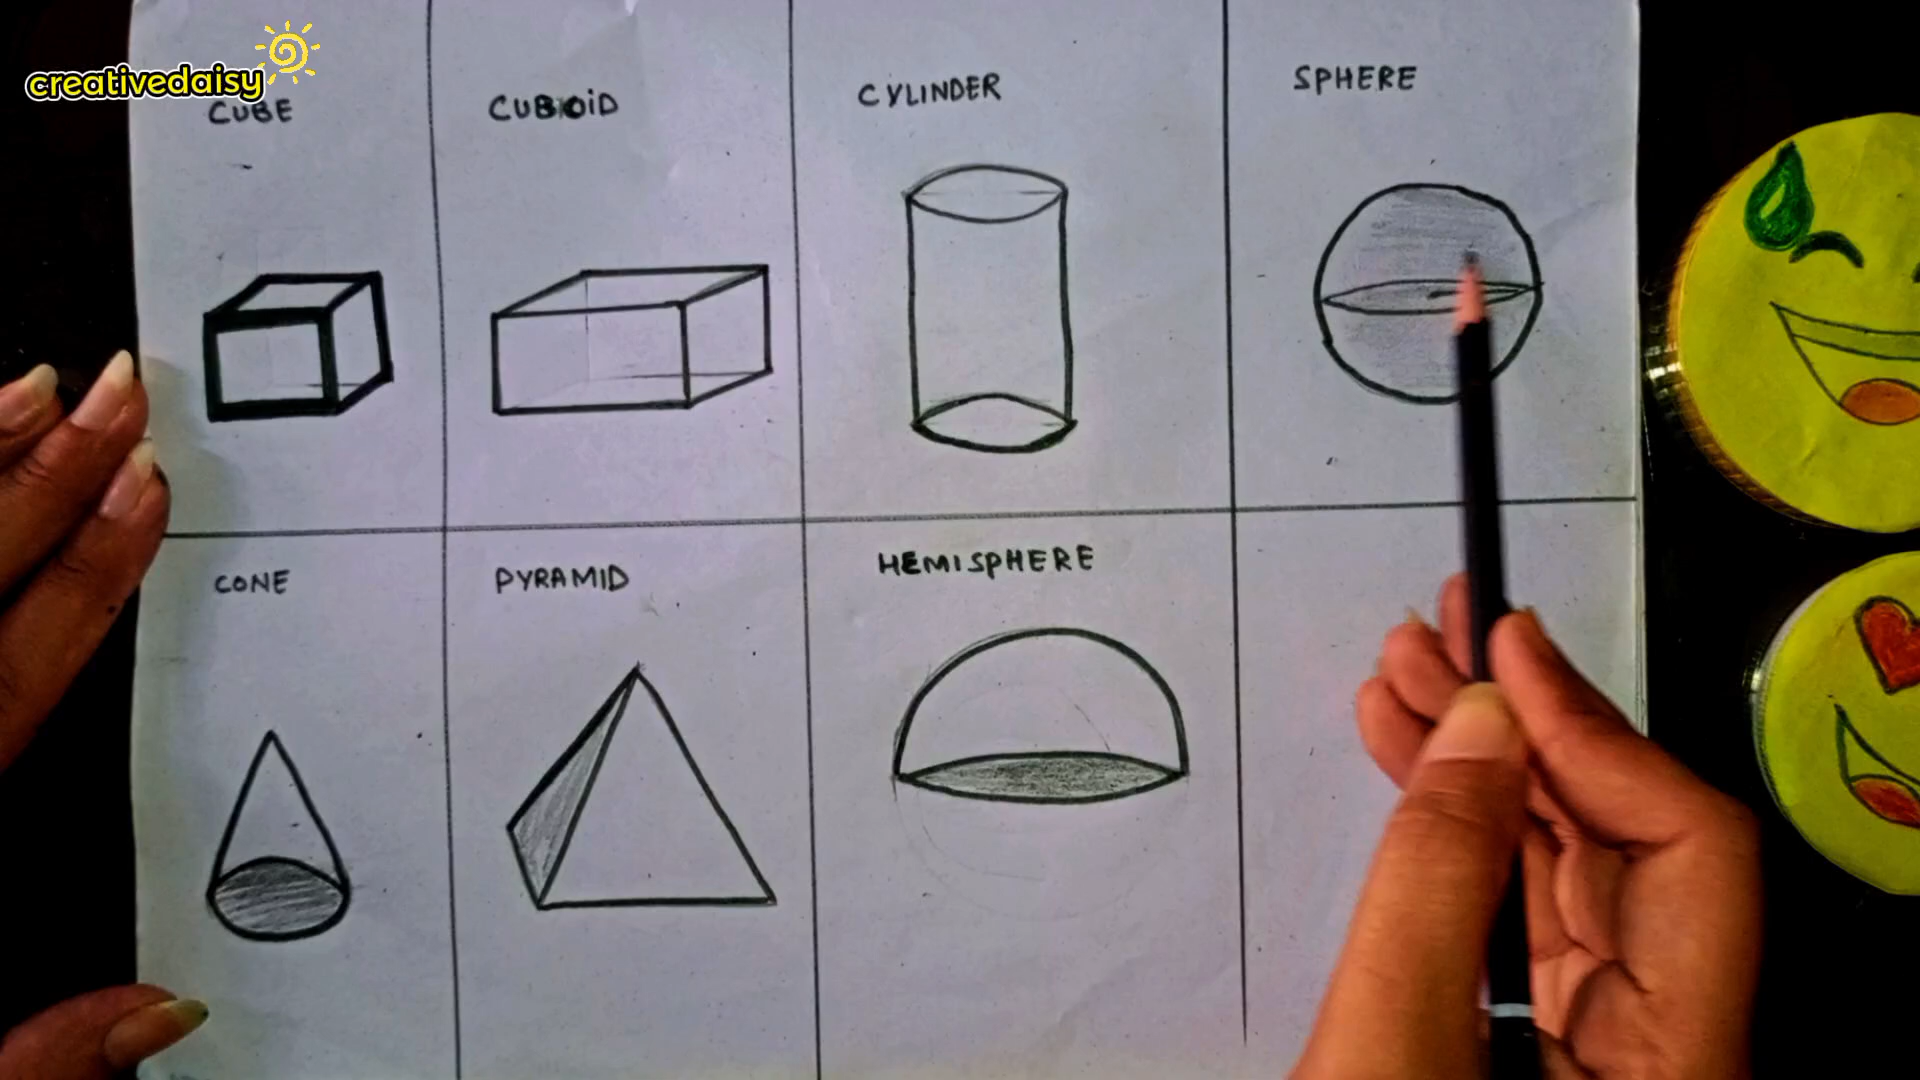 creativedaisy
CUBE
CUBOiD
CYLINDER
SPHERE
CONE
PYRAMID
HEMISPHERE